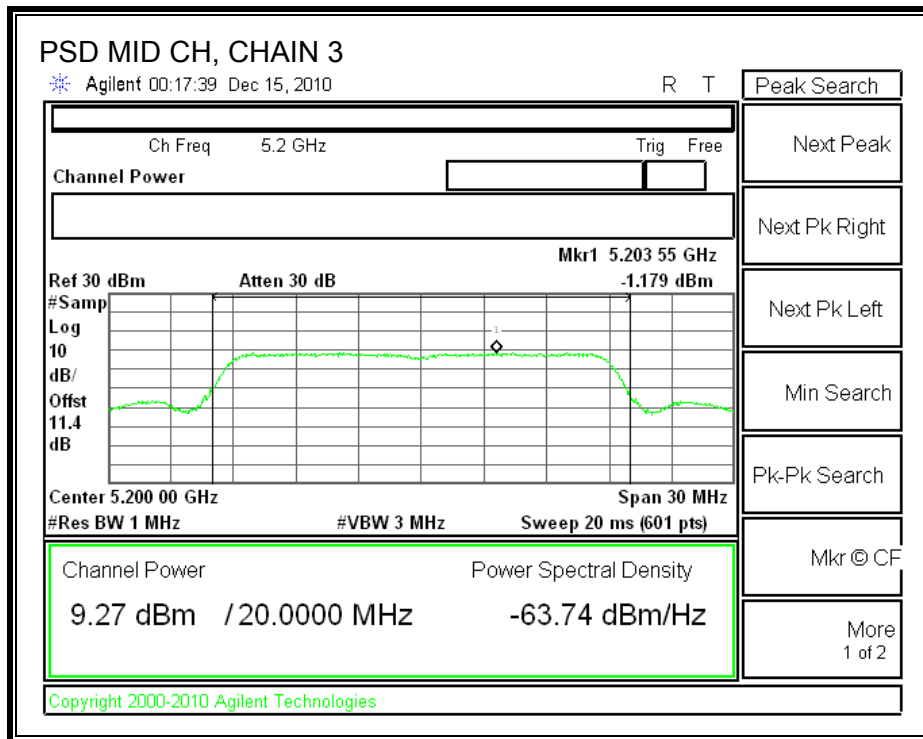 PSD MID CH, CHAIN 3
Agilent 00:17:39 Dec 15, 2010 R T
Peak Search
Ch Freq 5.2 GHz Trig Free
Channel Power
Mkr1 5.203 55 GHz
Ref 30 dBm Atten 30 dB -1.179 dBm
#Samp
Log
10
dB/
Offst
11.4
dB
1
Center 5.200 00 GHz Span 30 MHz
#Res BW 1 MHz #VBW 3 MHz Sweep 20 ms (601 pts)
Channel Power Power Spectral Density
9.27 dBm / 20.0000 MHz -63.74 dBm/Hz
Next Peak
Next Pk Right
Next Pk Left
Min Search
Pk-Pk Search
Mkr © CF
More
1 of 2
Copyright 2000-2010 Agilent Technologies